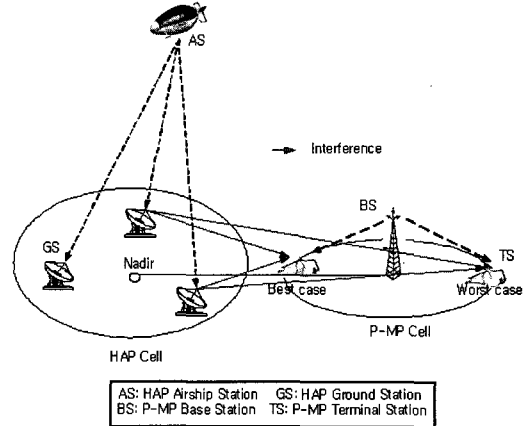 AS
Interference
BS
GS
Nadir
TS
Best case
Worst case
HAP Cell
P-MP Cell
AS: HAP Airship Station GS: HAP Ground Station
BS: P-MP Base Station TS: P-MP Terminal Station